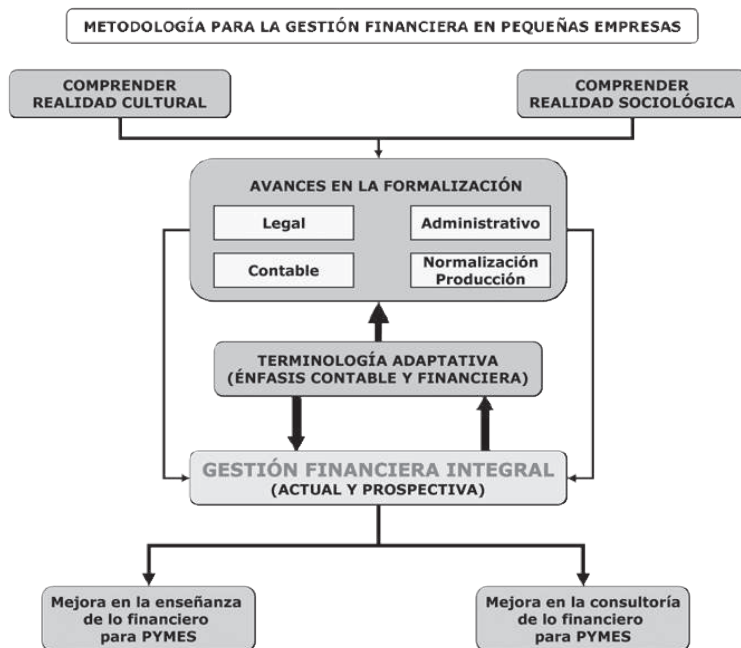 METODOLOGÍA PARA LA GESTIÓN FINANCIERA EN PEQUEÑAS EMPRESAS
COMPRENDER
REALIDAD CULTURAL
COMPRENDER
REALIDAD SOCIOLÓGICA
AVANCES EN LA FORMALIZACIÓN
Legal
Administrativo
Contable
Normalización
Producción
TERMINOLOGÍA ADAPTATIVA
(ÉNFASIS CONTABLE Y FINANCIERA)
GESTIÓN FINANCIERA INTEGRAL
(ACTUAL Y PROSPECTIVA)
Mejora en la enseñanza
de lo financiero
para PYMES
Mejora en la consultoría
de lo financiero
para PYMES